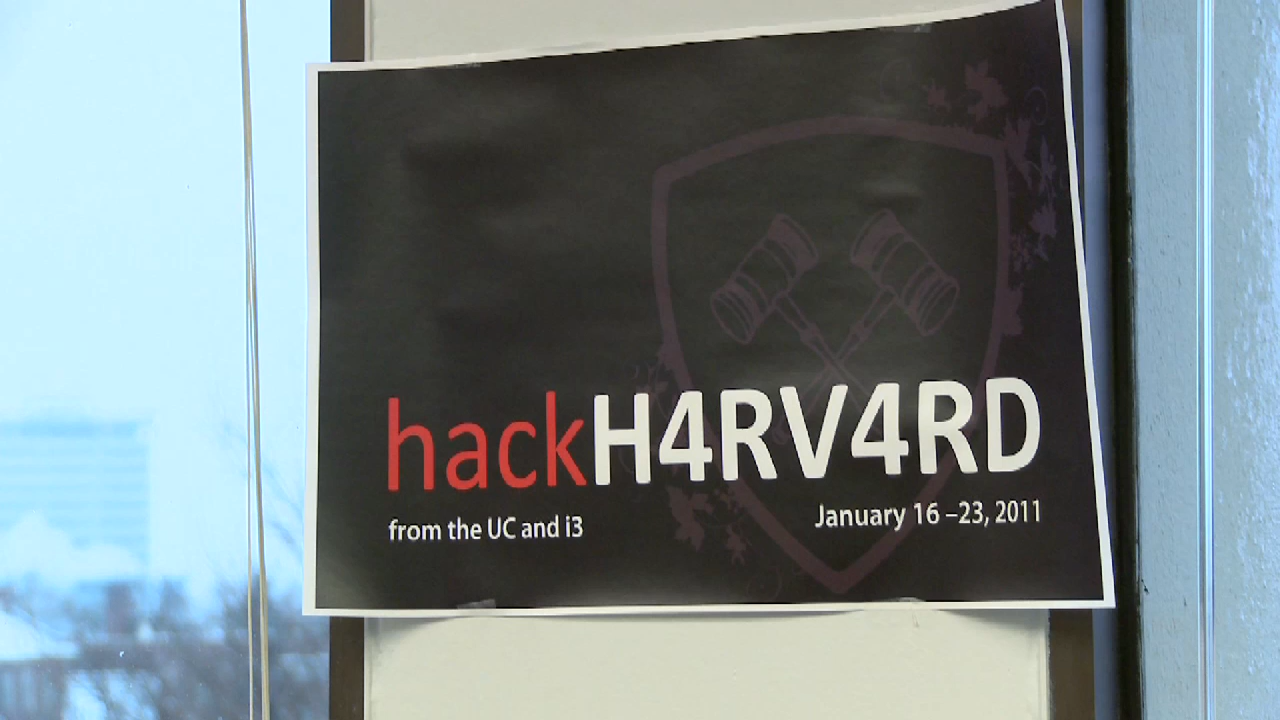 hackH4RV4RD
from the UC and i3
January 16 –23, 2011